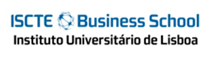 ISCTE Business School
Instituto Universitário de Lisboa